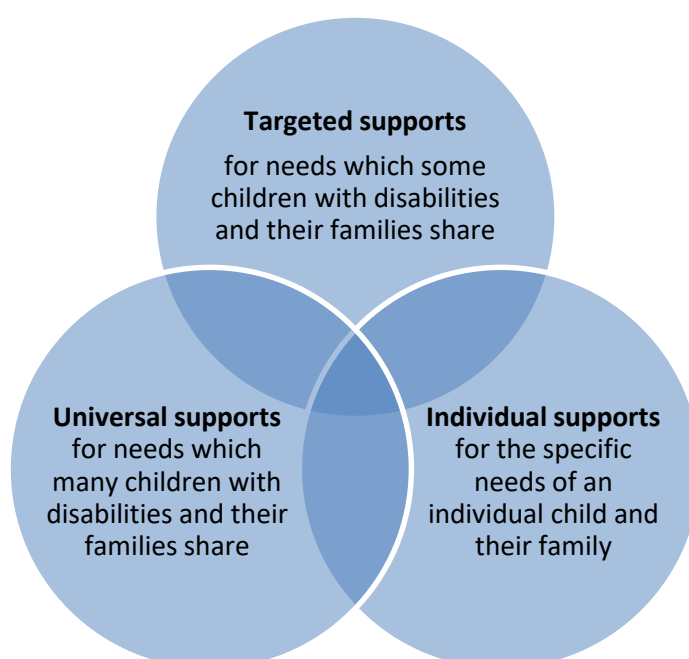 Targeted supports
for needs which some
children with disabilities
and their families share
Universal supports
for needs which
many children with
disabilities and their
families share
Individual supports
for the specific
needs of an
individual child and
their family